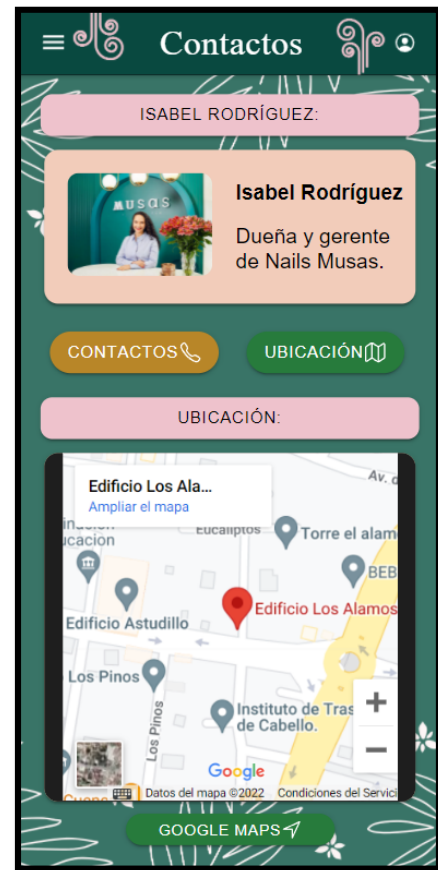 Contactos
ISABEL RODRÍGUEZ:
MUSAS
Isabel Rodríguez
Dueña y gerente
de Nails Musas.
CONTACTOS
UBICACIÓN
UBICACIÓN:
Edificio Los Ala...
Ampliar el mapa
Av. d
ucacion
Eucaliptos
Torre el alam
BEB
Edificio Astudillo
Edificio Los Alamos
Los Pinos
Los Pinos
Instituto de Tras
de Cabello.
+
−
Google
Datos del mapa ©2022
Condiciones del Servici
GOOGLE MAPS